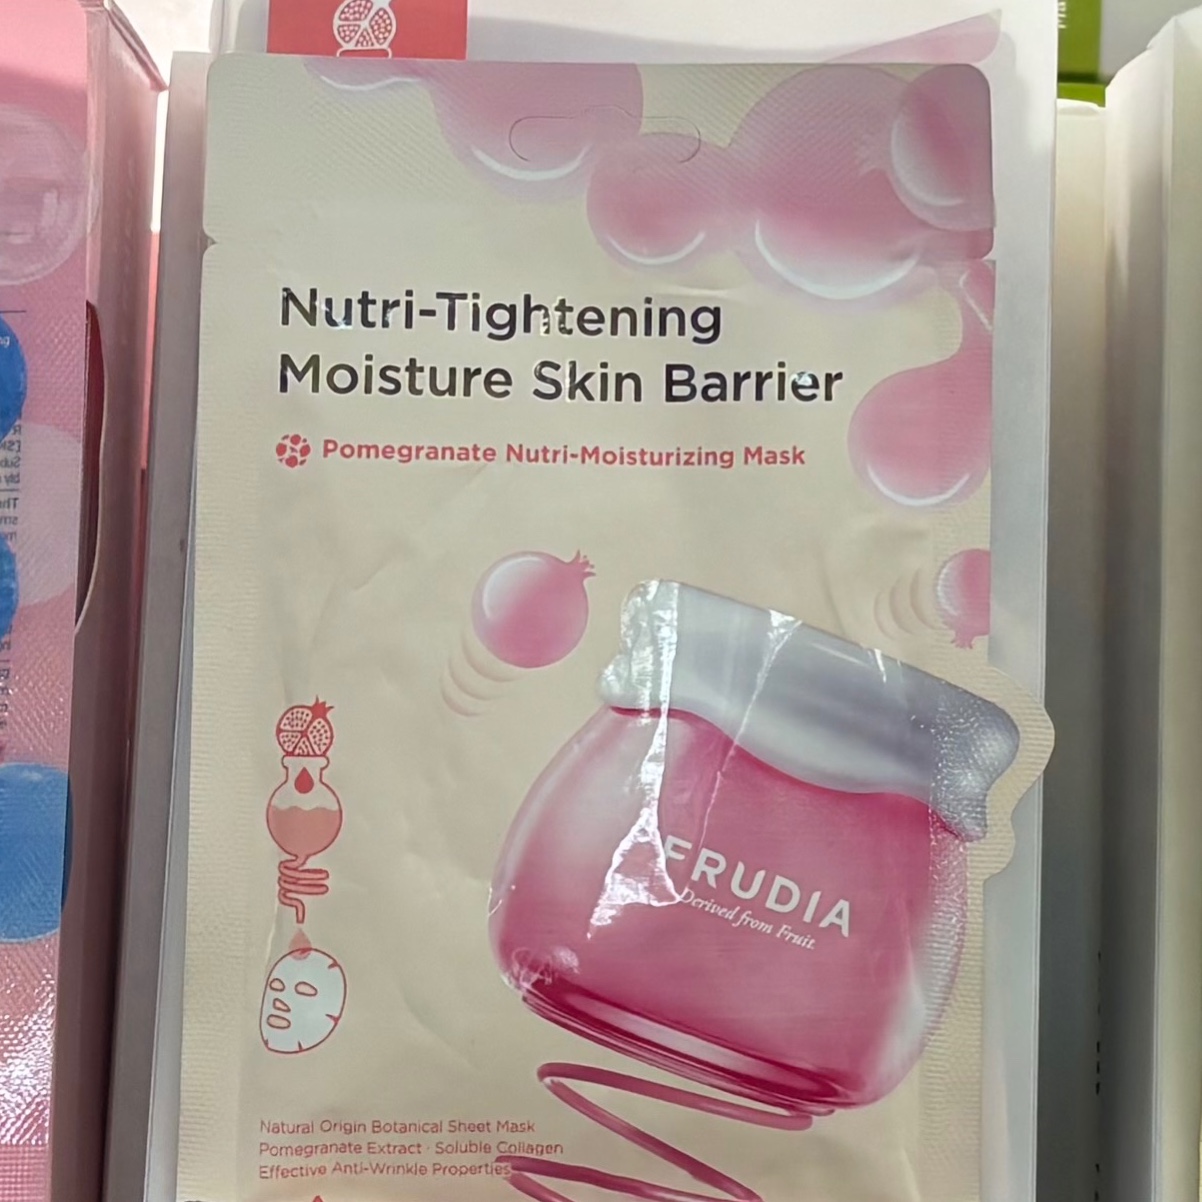 Nutri-Tightening
Moisture Skin Barrier
Pomegranate Nutri-Moisturizing Mask
FRUDIA
Derived from Fruit
Natural Origin Botanical Sheet Mask
Pomegranate Extract · Soluble Collagen
Effective Anti-Wrinkle Properties